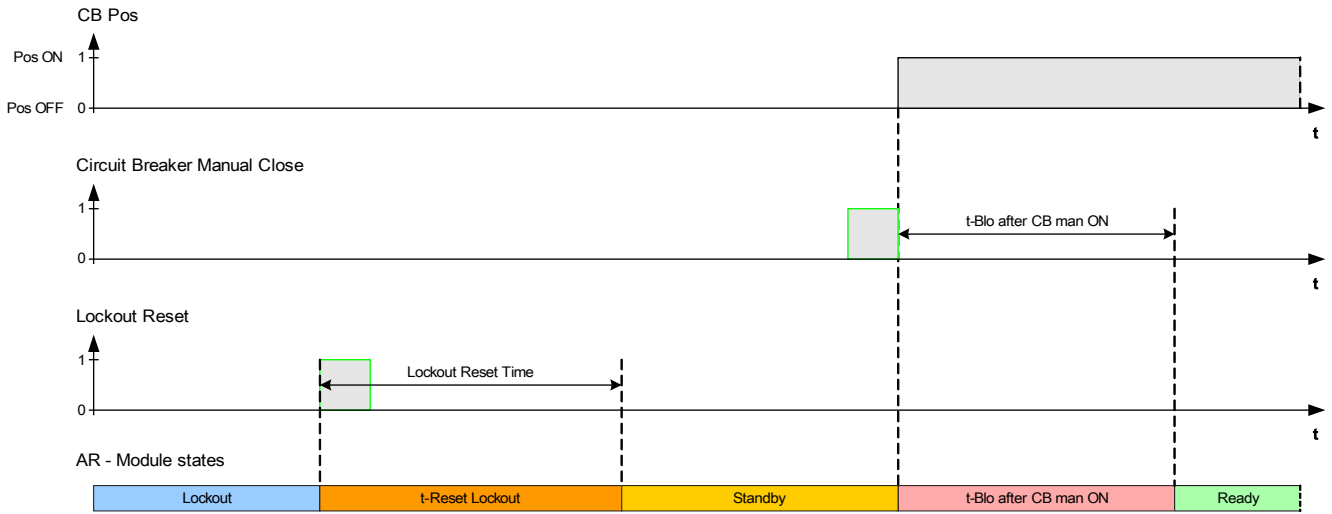 CB Pos
Pos ON 1
Pos OFF 0
t
Circuit Breaker Manual Close
1
t-Blo after CB man ON
0
t
Lockout Reset
1
Lockout Reset Time
0
t
AR - Module states
Lockout t-Reset Lockout Standby t-Blo after CB man ON Ready